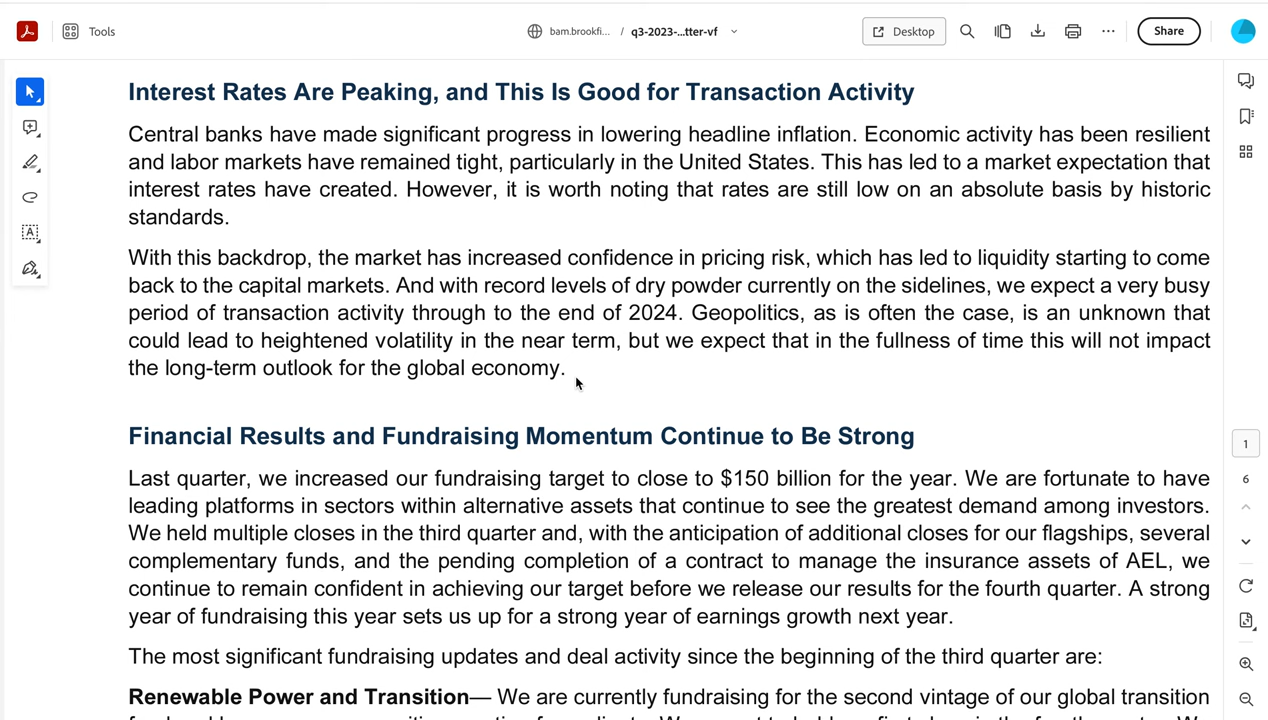 Tools
bam.brookfi... / q3-2023-...tter-vf
Desktop
Share
Interest Rates Are Peaking, and This Is Good for Transaction Activity
Central banks have made significant progress in lowering headline inflation. Economic activity has been resilient
and labor markets have remained tight, particularly in the United States. This has led to a market expectation that
interest rates have created. However, it is worth noting that rates are still low on an absolute basis by historic
standards.
With this backdrop, the market has increased confidence in pricing risk, which has led to liquidity starting to come
back to the capital markets. And with record levels of dry powder currently on the sidelines, we expect a very busy
period of transaction activity through to the end of 2024. Geopolitics, as is often the case, is an unknown that
could lead to heightened volatility in the near term, but we expect that in the fullness of time this will not impact
the long-term outlook for the global economy.
Financial Results and Fundraising Momentum Continue to Be Strong
Last quarter, we increased our fundraising target to close to $150 billion for the year. We are fortunate to have
leading platforms in sectors within alternative assets that continue to see the greatest demand among investors.
We held multiple closes in the third quarter and, with the anticipation of additional closes for our flagships, several
complementary funds, and the pending completion of a contract to manage the insurance assets of AEL, we
continue to remain confident in achieving our target before we release our results for the fourth quarter. A strong
year of fundraising this year sets us up for a strong year of earnings growth next year.
The most significant fundraising updates and deal activity since the beginning of the third quarter are:
Renewable Power and Transition— We are currently fundraising for the second vintage of our global transition
1
6